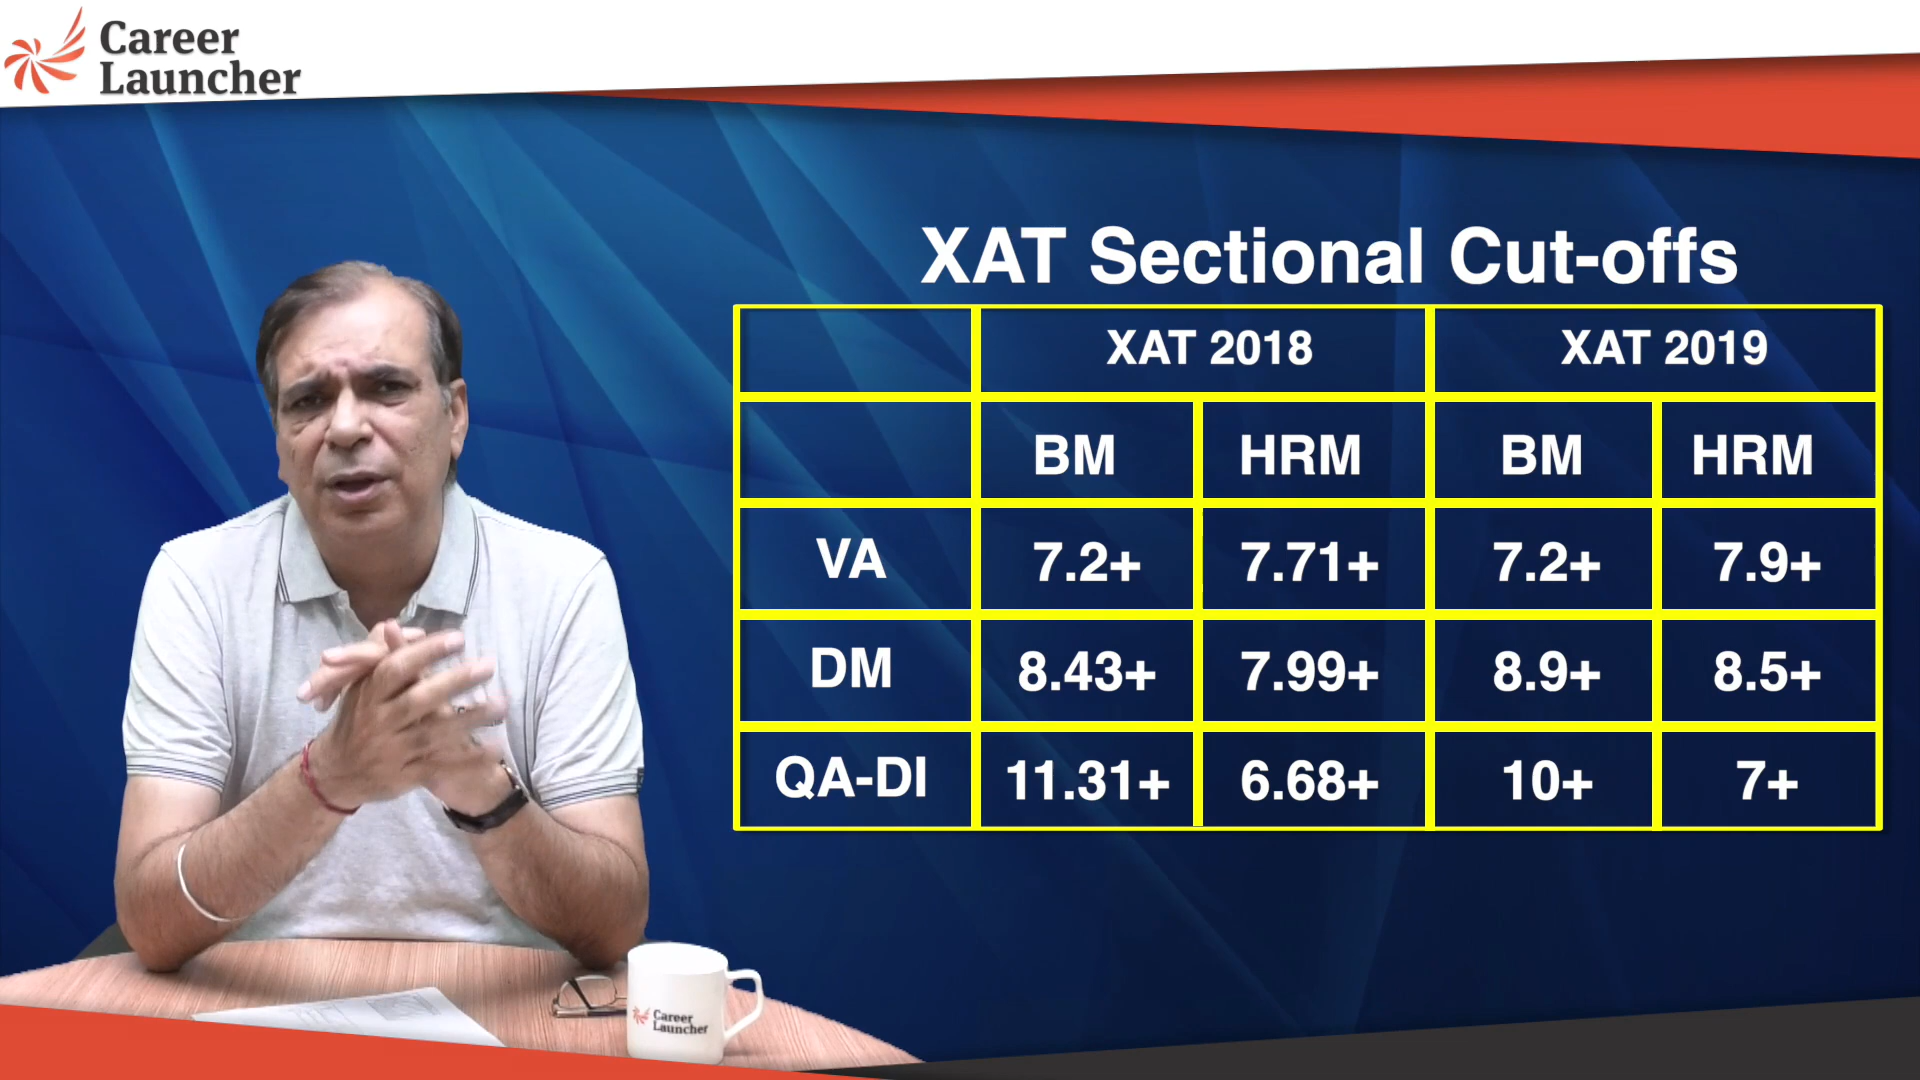 Career
Launcher
XAT Sectional Cut-offs
XAT 2018 XAT 2019
BM HRM BM HRM
VA 7.2+ 7.71+ 7.2+ 7.9+
DM 8.43+ 7.99+ 8.9+ 8.5+
QA-DI 11.31+ 6.68+ 10+ 7+
Career
Launcher